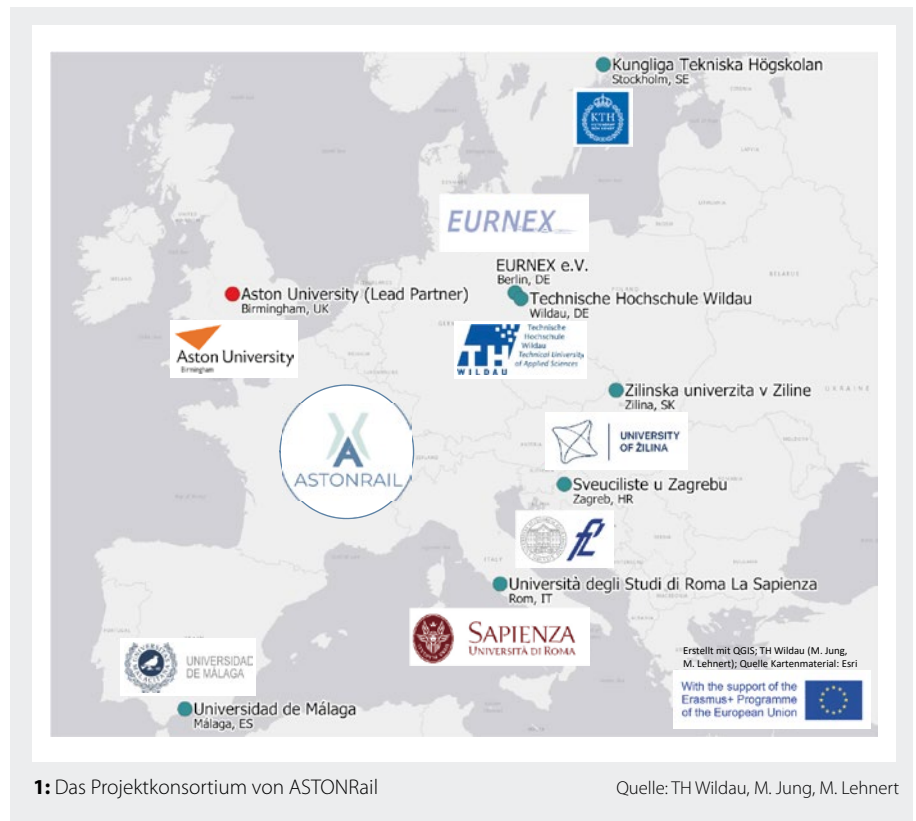 Kungliga Tekniska Högskolan
Stockholm, SE
KTH
EURNEX
EURNEX e.V.
Berlin, DE
Technische Hochschule Wildau
Wildau, DE
Aston University (Lead Partner)
Birmingham, UK
Aston University
Birmingham
TH
WILDAU
Technische
Hochschule
Wildau
Technical University
of Applied Sciences
Zilinska univerzita v Ziline
Zilina, SK
UKRAINE
ASTONRAIL
UNIVERSITY
OF ŽILINA
Sveuciliste u Zagrebu
Zagreb, HR
Università degli Studi di Roma La Sapienza
Rom, IT
SAPIENZA
UNIVERSITÀ DI ROMA
Erstellt mit QGIS; TH Wildau (M. Jung,
M. Lehnert); Quelle Kartenmaterial: Esri
UNIVERSIDAD
DE MÁLAGA
With the support of the
Erasmus+ Programme
of the European Union
Universidad de Málaga
Málaga, ES
1: Das Projektkonsortium von ASTONRail
Quelle: TH Wildau, M. Jung, M. Lehnert